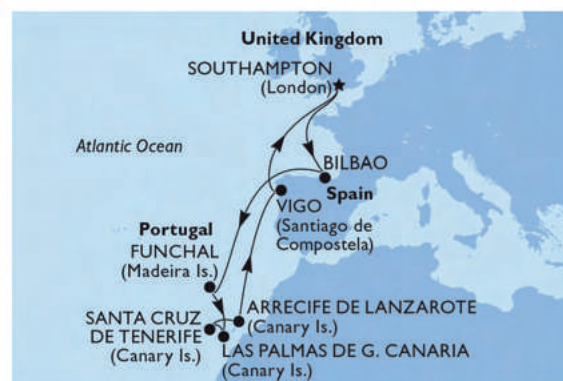 United Kingdom
SOUTHAMPTON
(London)
Atlantic Ocean
BILBAO
Spain
VIGO
(Santiago de
Compostela)
Portugal
FUNCHAL
(Madeira Is.)
SANTA CRUZ
DE TENERIFE
(Canary Is.)
ARRECIFE DE LANZAROTE
(Canary Is.)
LAS PALMAS DE G. CANARIA
(Canary Is.)